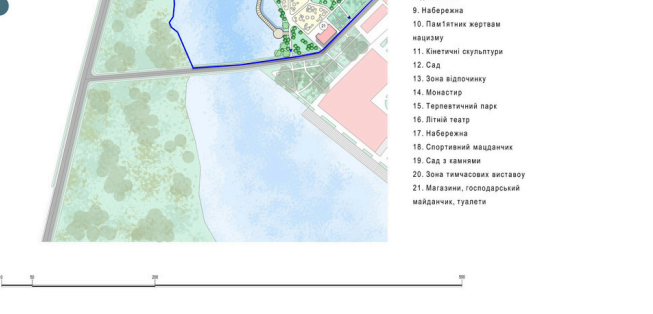 9. Набережна
10. Пам1ятник жертвам
нацизму
11. Кінетичні скульптури
12. Сад
13. Зона відпочинку
14. Монастир
15. Терпевтичний парк
16. Літній театр
17. Набережна
18. Спортивний мацданчик
19. Сад з камнями
20. Зона тимчасових виставоу
21. Магазини, господарський
майданчик, туалети
0 50 200 500